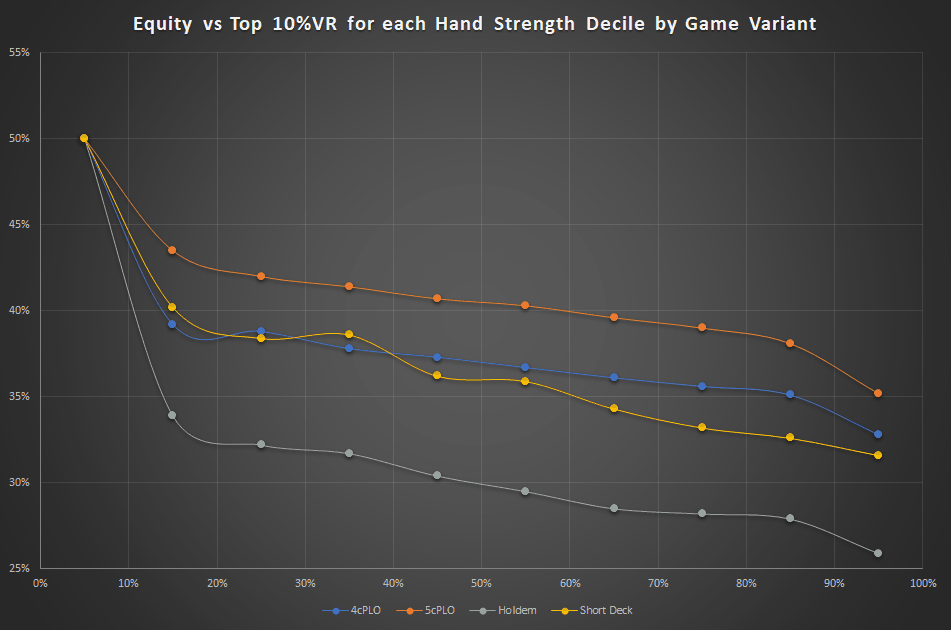 Equity vs Top 10%VR for each Hand Strength Decile by Game Variant
55%
50%
45%
40%
35%
30%
25%
0% 10% 20% 30% 40% 50% 60% 70% 80% 90% 100%
4cPLO 5cPLO Holdem Short Deck